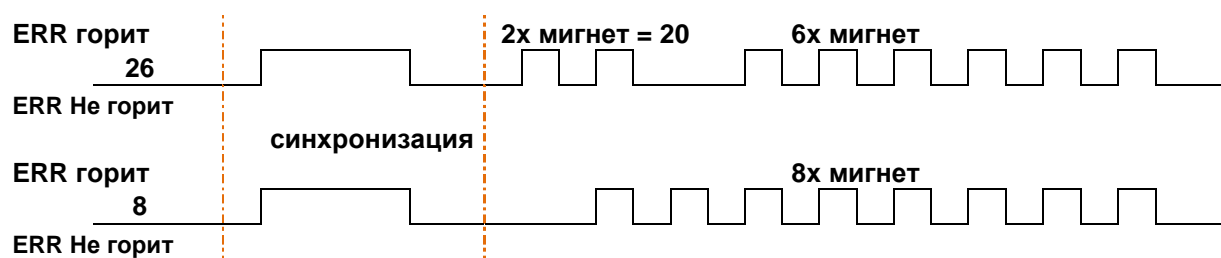 ERR горит 2x мигнет = 20 6x мигнет
26
ERR Не горит
синхронизация
ERR горит 8x мигнет
8
ERR Не горит